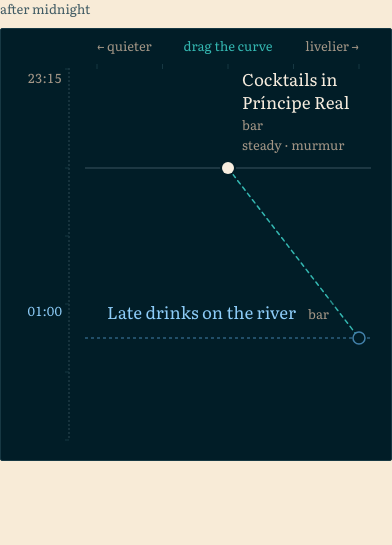 after midnight
← quieter drag the curve livelier →
23:15 Cocktails in
Príncipe Real
bar
steady · murmur
01:00 Late drinks on the river bar